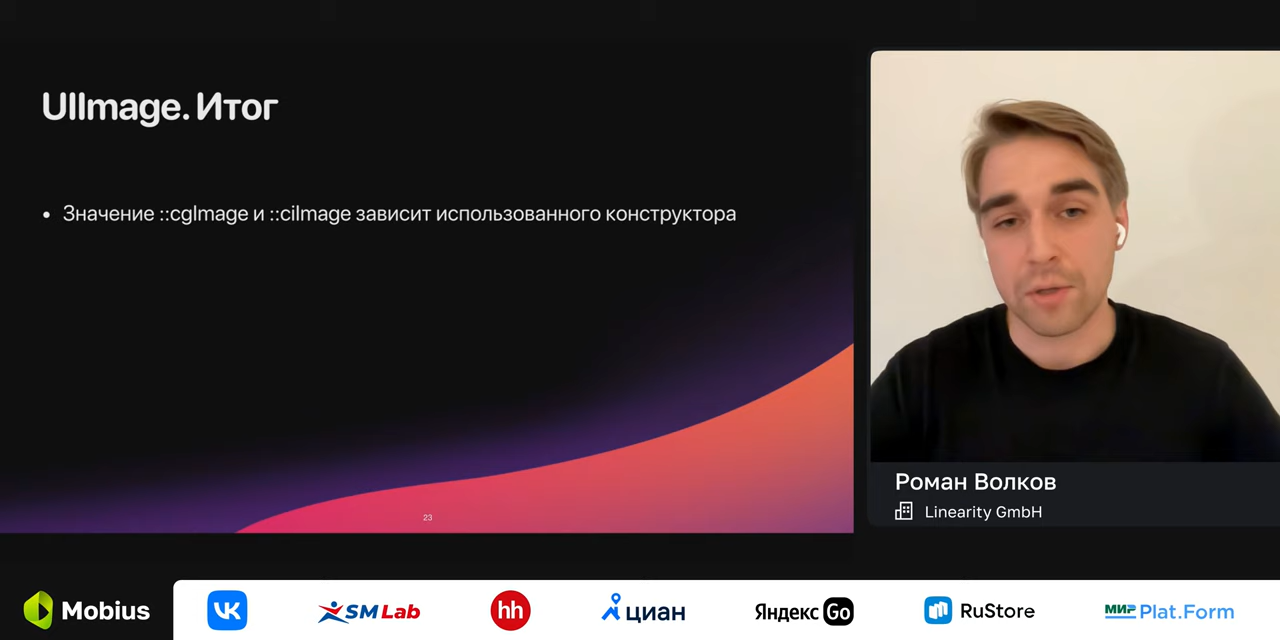 UIImage. Итог
• Значение ::cgImage и ::ciImage зависит использованного конструктора
23
Роман Волков
Linearity GmbH
Mobius
VK
SM Lab
hh
циан
Яндекс Go
RuStore
МИР Plat.Form